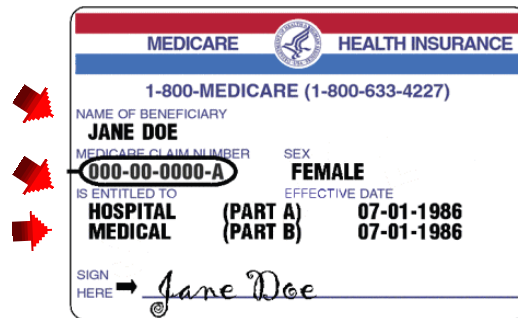 MEDICARE HEALTH INSURANCE
1-800-MEDICARE (1-800-633-4227)
NAME OF BENEFICIARY
JANE DOE
MEDICARE CLAIM NUMBER SEX
000-00-0000-A FEMALE
IS ENTITLED TO EFFECTIVE DATE
HOSPITAL (PART A) 07-01-1986
MEDICAL (PART B) 07-01-1986
SIGN
HERE Jane Doe